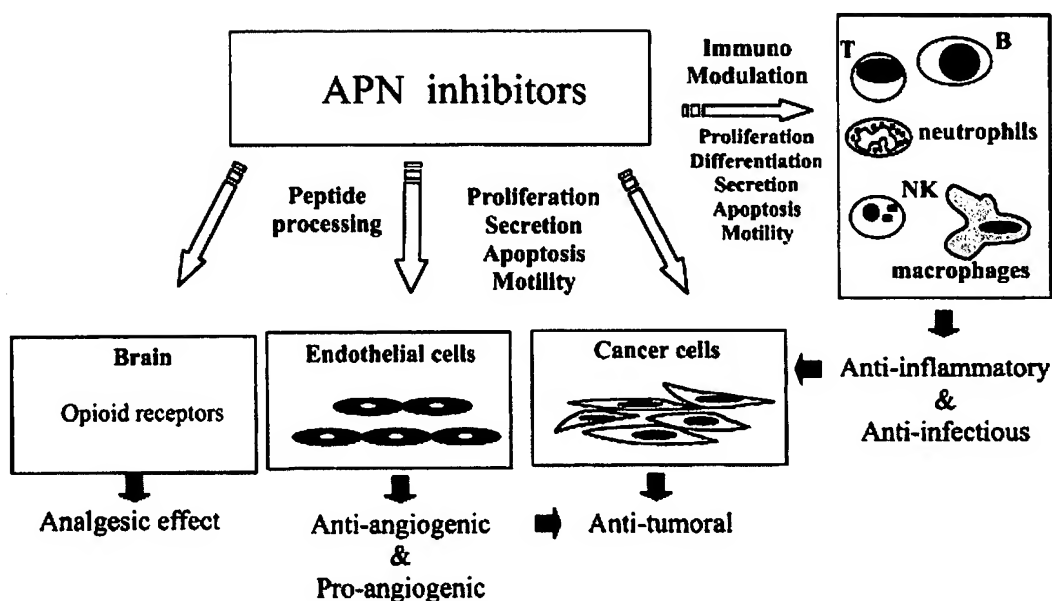 APN inhibitors
Immuno
Modulation
Proliferation
Differentiation
Secretion
Apoptosis
Motility
T
B
neutrophils
NK
macrophages
Peptide
processing
Proliferation
Secretion
Apoptosis
Motility
Brain
Opioid receptors
Endothelial cells
Cancer cells
Anti-inflammatory
&
Anti-infectious
Analgesic effect
Anti-angiogenic
&
Pro-angiogenic
Anti-tumoral